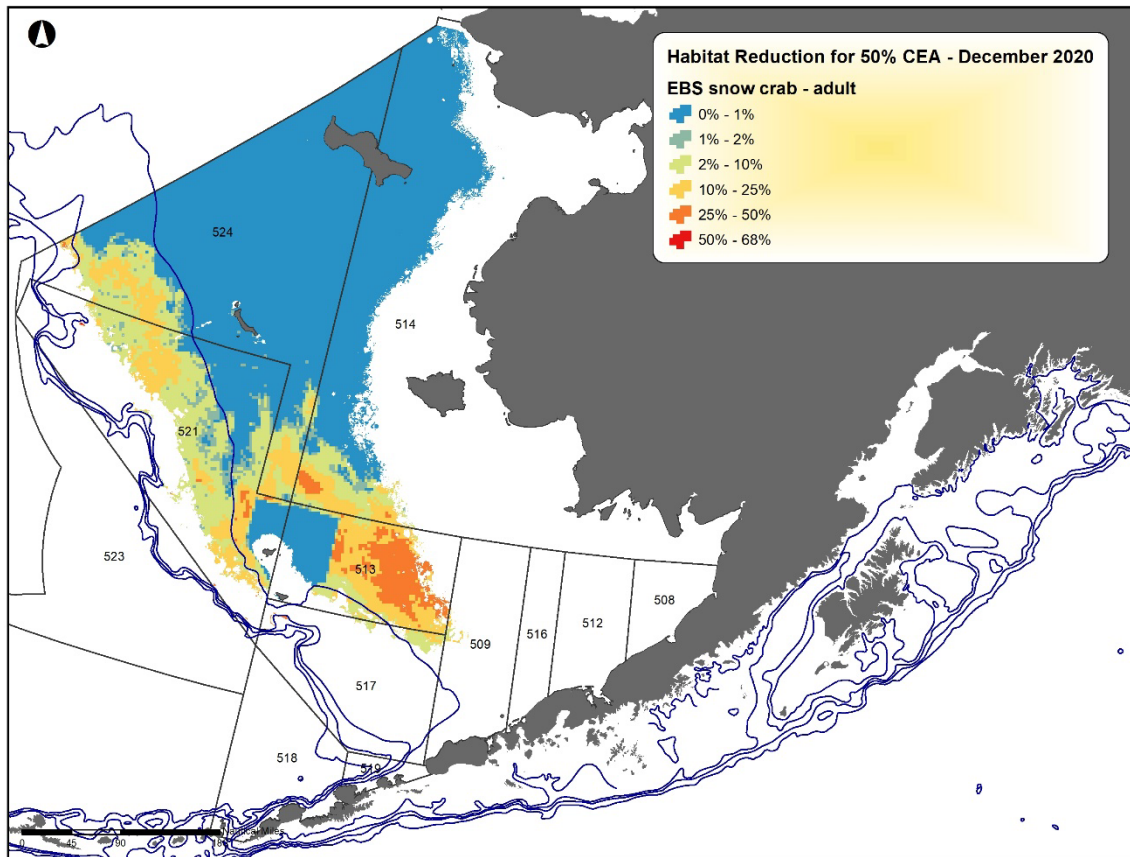 Habitat Reduction for 50% CEA - December 2020
EBS snow crab - adult
0% - 1%
1% - 2%
2% - 10%
10% - 25%
25% - 50%
50% - 68%
524
514
521
523
513
509
516
512
508
517
518
519
Nautical Miles
0 45 90 180